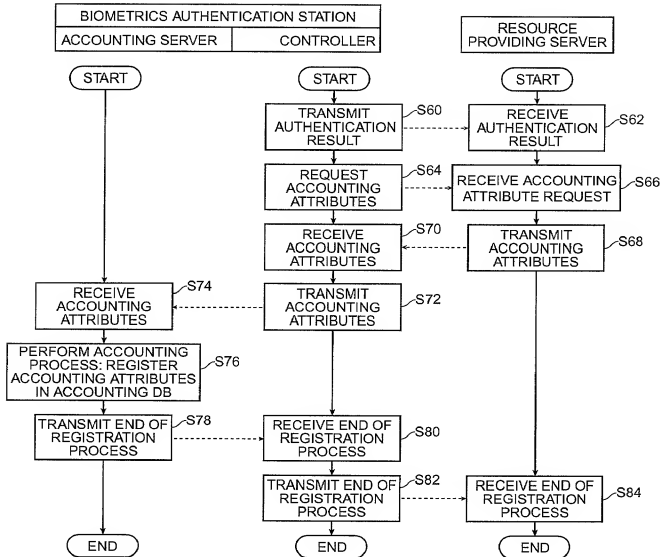 BIOMETRICS AUTHENTICATION STATION
ACCOUNTING SERVER
CONTROLLER
RESOURCE
PROVIDING SERVER
START
START
START
TRANSMIT
AUTHENTICATION
RESULT
S60
RECEIVE
AUTHENTICATION
RESULT
S62
REQUEST
ACCOUNTING
ATTRIBUTES
S64
RECEIVE ACCOUNTING
ATTRIBUTE REQUEST
S66
RECEIVE
ACCOUNTING
ATTRIBUTES
S70
TRANSMIT
ACCOUNTING
ATTRIBUTES
S68
RECEIVE
ACCOUNTING
ATTRIBUTES
S74
TRANSMIT
ACCOUNTING
ATTRIBUTES
S72
PERFORM ACCOUNTING
PROCESS: REGISTER
ACCOUNTING ATTRIBUTES
IN ACCOUNTING DB
S76
TRANSMIT END OF
REGISTRATION
PROCESS
S78
RECEIVE END OF
REGISTRATION
PROCESS
S80
TRANSMIT END OF
REGISTRATION
PROCESS
S82
RECEIVE END OF
REGISTRATION
PROCESS
S84
END
END
END